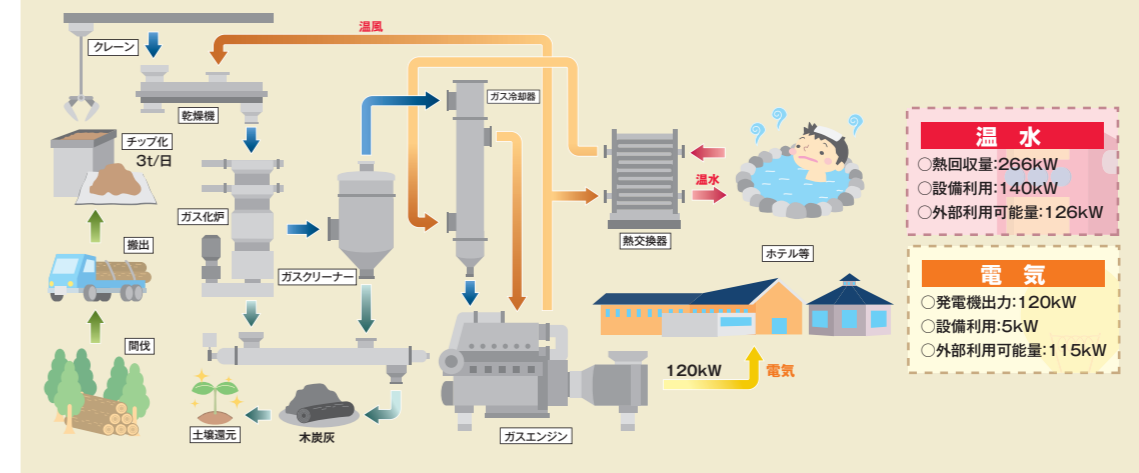 温風
クレーン
乾燥機
チップ化
3t/日
ガス化炉
搬出
間伐
ガスクリーナー
ガス冷却器
熱交換器
温水
ホテル等
土壌還元
木炭灰
ガスエンジン
120kW
電気
温 水
○熱回収量:266kW
○設備利用:140kW
○外部利用可能量:126kW
電 気
○発電機出力:120kW
○設備利用:5kW
○外部利用可能量:115kW